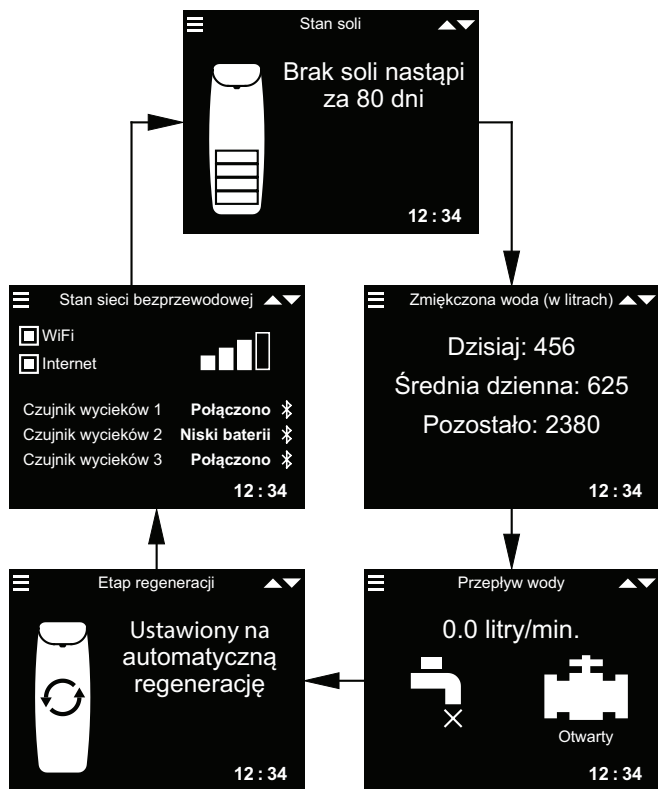 Stan soli
Brak soli nastąpi
za 80 dni
12 : 34
Stan sieci bezprzewodowej
WiFi
Internet
Czujnik wycieków 1 Połączono
Czujnik wycieków 2 Niski baterii
Czujnik wycieków 3 Połączono
12 : 34
Zmiękczona woda (w litrach)
Dzisiaj: 456
Średnia dzienna: 625
Pozostało: 2380
12 : 34
Etap regeneracji
Ustawiony na
automatyczną
regenerację
12 : 34
Przepływ wody
0.0 litry/min.
Otwarty
12 : 34